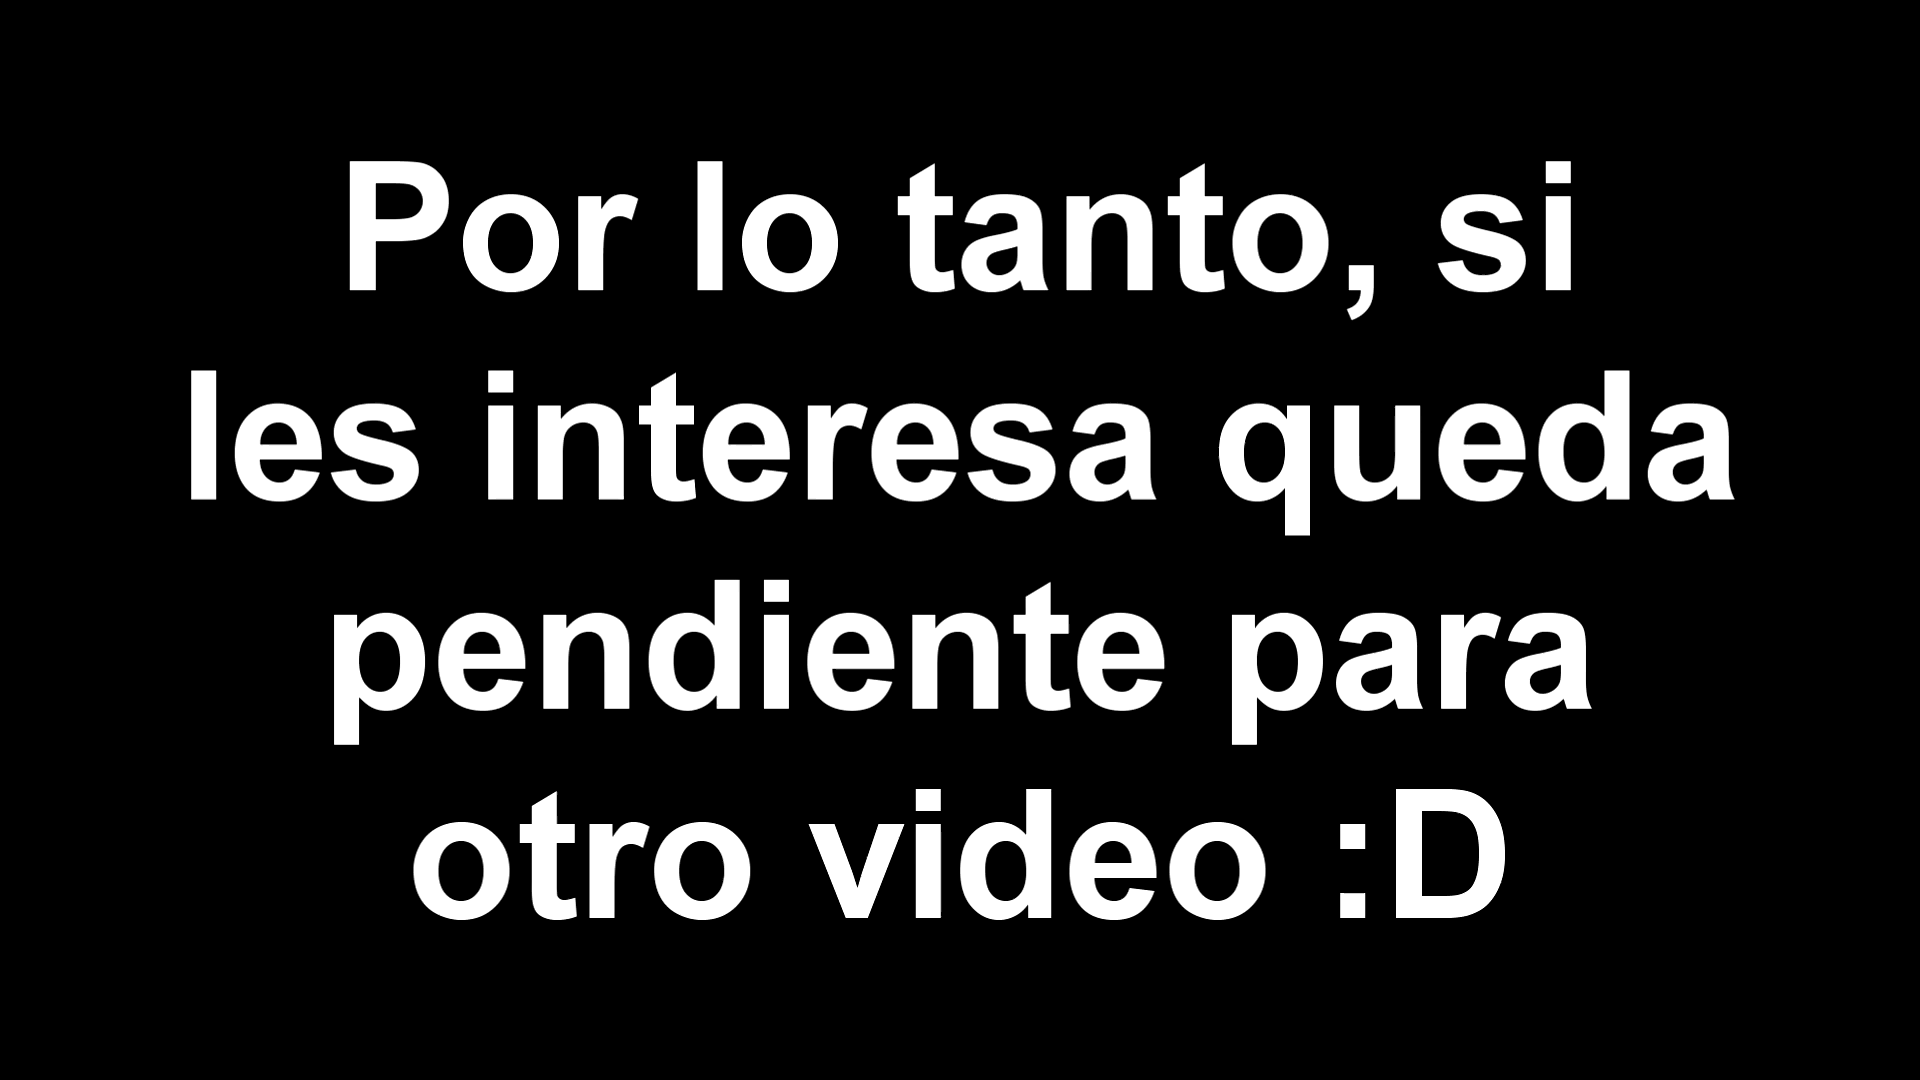 Por lo tanto, si
les interesa queda
pendiente para
otro video :D